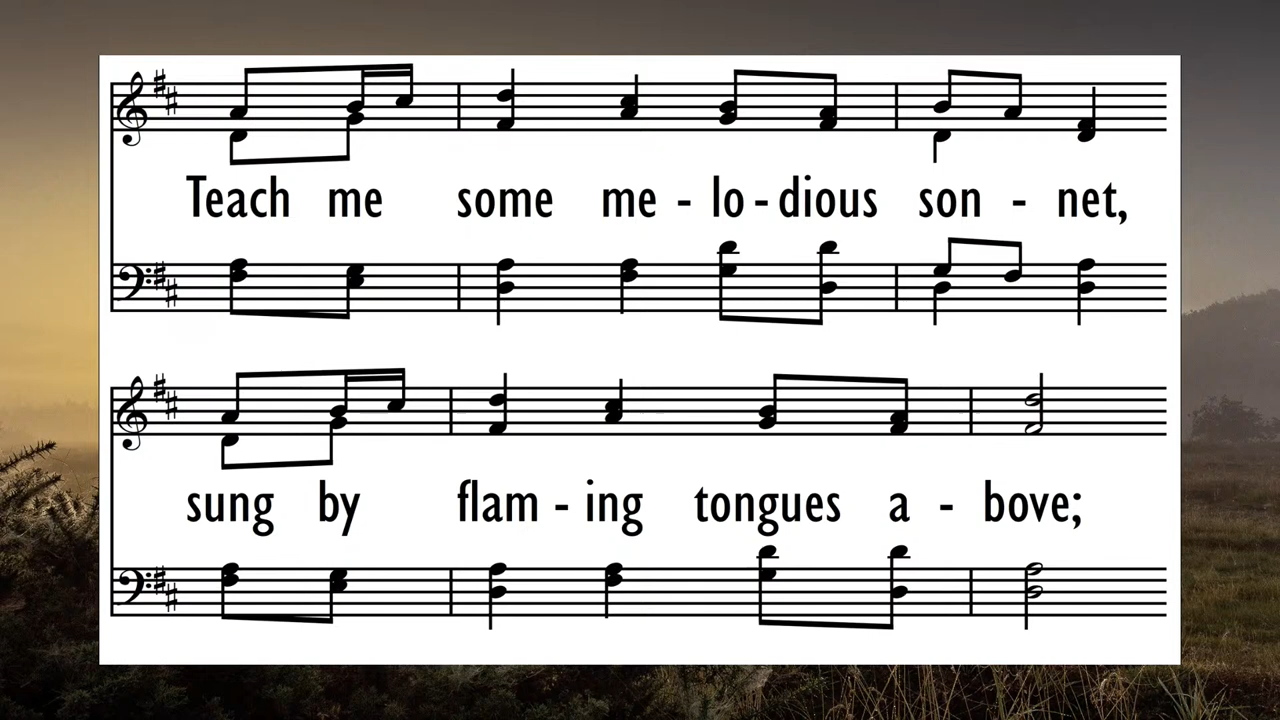 Teach me some me - lo - dious son - net,
sung by flam - ing tongues a - bove;